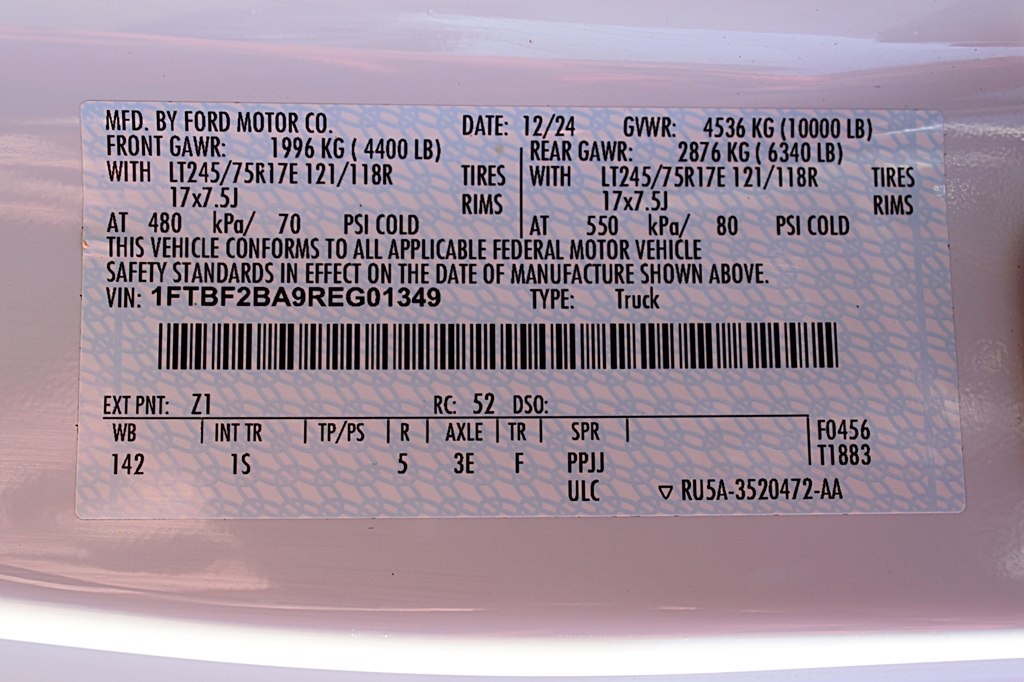 MFD. BY FORD MOTOR CO. DATE: 12/24 GVWR: 4536 KG (10000 LB)
FRONT GAWR: 1996 KG ( 4400 LB) REAR GAWR: 2876 KG ( 6340 LB)
WITH LT245/75R17E 121/118R TIRES WITH LT245/75R17E 121/118R TIRES
17x7.5J RIMS 17x7.5J RIMS
AT 480 kPa/ 70 PSI COLD AT 550 kPa/ 80 PSI COLD
THIS VEHICLE CONFORMS TO ALL APPLICABLE FEDERAL MOTOR VEHICLE
SAFETY STANDARDS IN EFFECT ON THE DATE OF MANUFACTURE SHOWN ABOVE.
VIN: 1FTBF2BA9REG01349 TYPE: Truck
EXT PNT: Z1 RC: 52 DSO:
WB INT TR TP/PS R AXLE TR SPR F0456
142 1S 5 3E F PPJJ T1883
ULC ▽ RU5A-3520472-AA